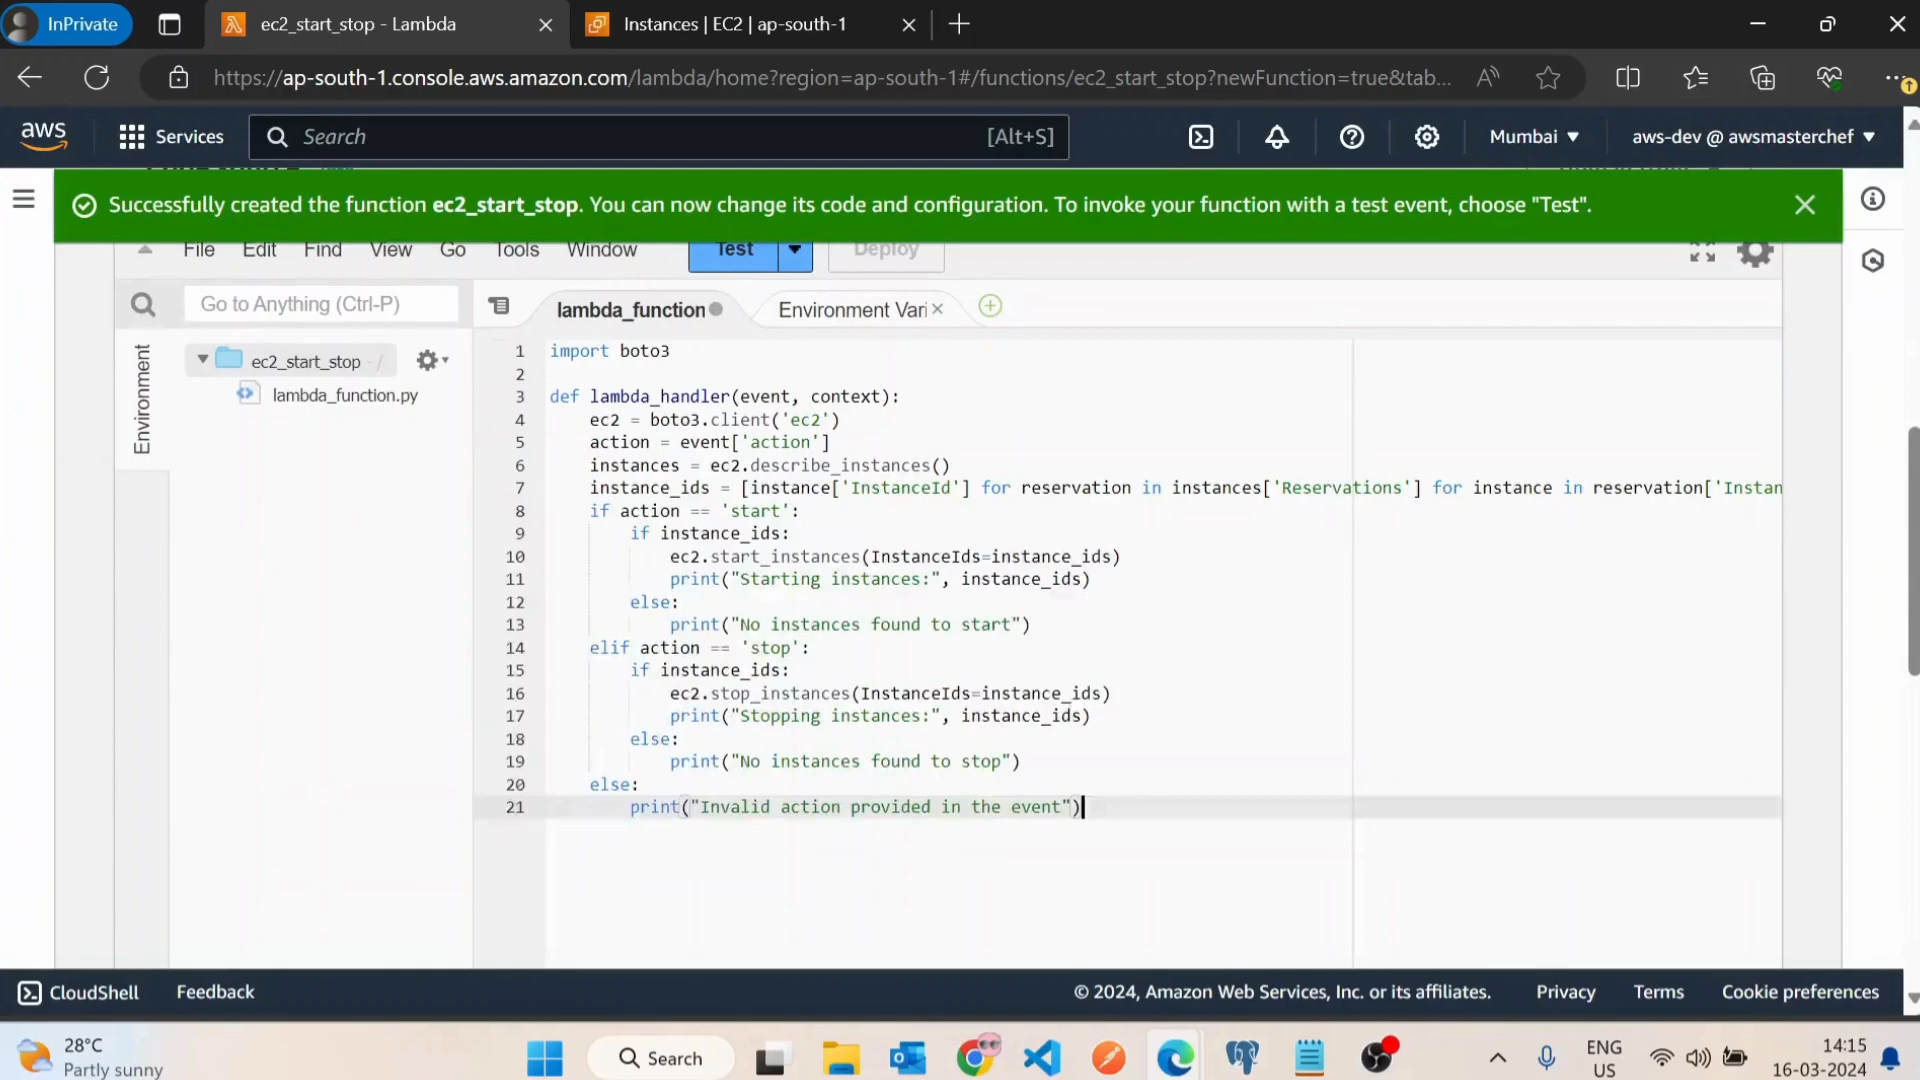 InPrivate
ec2_start_stop - Lambda
Instances | EC2 | ap-south-1
https://ap-south-1.console.aws.amazon.com/lambda/home?region=ap-south-1#/functions/ec2_start_stop?newFunction=true&tab...
aws
Services
Search
[Alt+S]
Mumbai
aws-dev @ awsmasterchef
Successfully created the function ec2_start_stop. You can now change its code and configuration. To invoke your function with a test event, choose "Test".
File Edit Find View Go Tools Window Test Deploy
Go to Anything (Ctrl-P)
lambda_function
Environment Vari
Environment
ec2_start_stop - /
lambda_function.py
1 import boto3
2
3 def lambda_handler(event, context):
4 ec2 = boto3.client('ec2')
5 action = event['action']
6 instances = ec2.describe_instances()
7 instance_ids = [instance['InstanceId'] for reservation in instances['Reservations'] for instance in reservation['Instan
8 if action == 'start':
9 if instance_ids:
10 ec2.start_instances(InstanceIds=instance_ids)
11 print("Starting instances:", instance_ids)
12 else:
13 print("No instances found to start")
14 elif action == 'stop':
15 if instance_ids:
16 ec2.stop_instances(InstanceIds=instance_ids)
17 print("Stopping instances:", instance_ids)
18 else:
19 print("No instances found to stop")
20 else:
21 print("Invalid action provided in the event")
CloudShell
Feedback
© 2024, Amazon Web Services, Inc. or its affiliates.
Privacy
Terms
Cookie preferences
28°C
Partly sunny
Search
ENG
US
14:15
16-03-2024